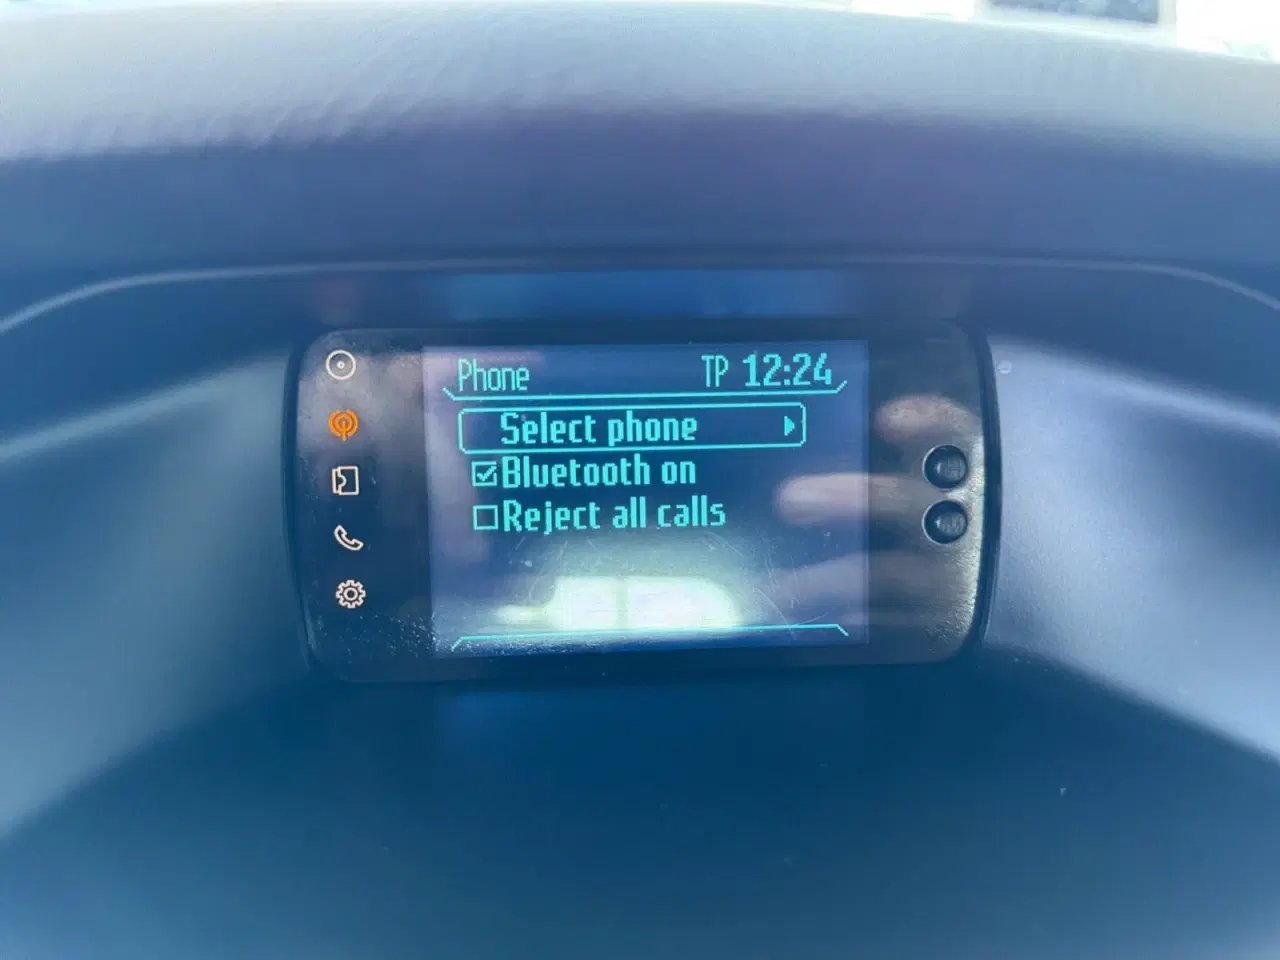 Phone TP 12:24
Select phone
Bluetooth on
Reject all calls